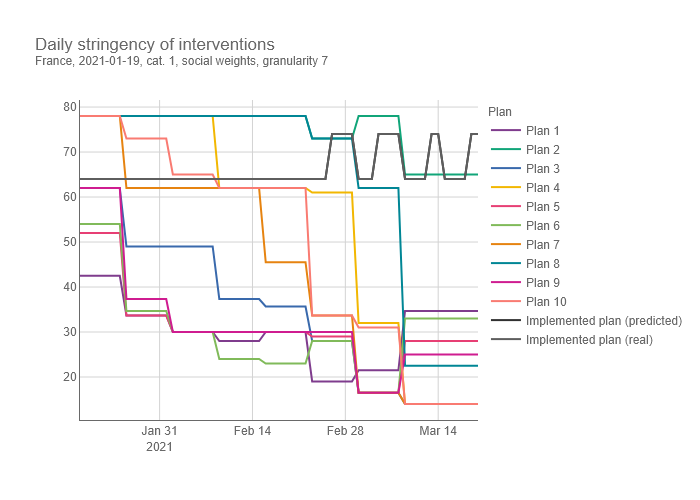 Daily stringency of interventions
France, 2021-01-19, cat. 1, social weights, granularity 7
80
70
60
50
40
30
20
Jan 31
2021
Feb 14
Feb 28
Mar 14
Plan
Plan 1
Plan 2
Plan 3
Plan 4
Plan 5
Plan 6
Plan 7
Plan 8
Plan 9
Plan 10
Implemented plan (predicted)
Implemented plan (real)